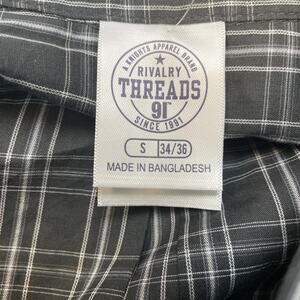 A KNIGHTS APPAREL BRAND
RIVALRY
THREADS
91
SINCE 1991
S 34/36
MADE IN BANGLADESH